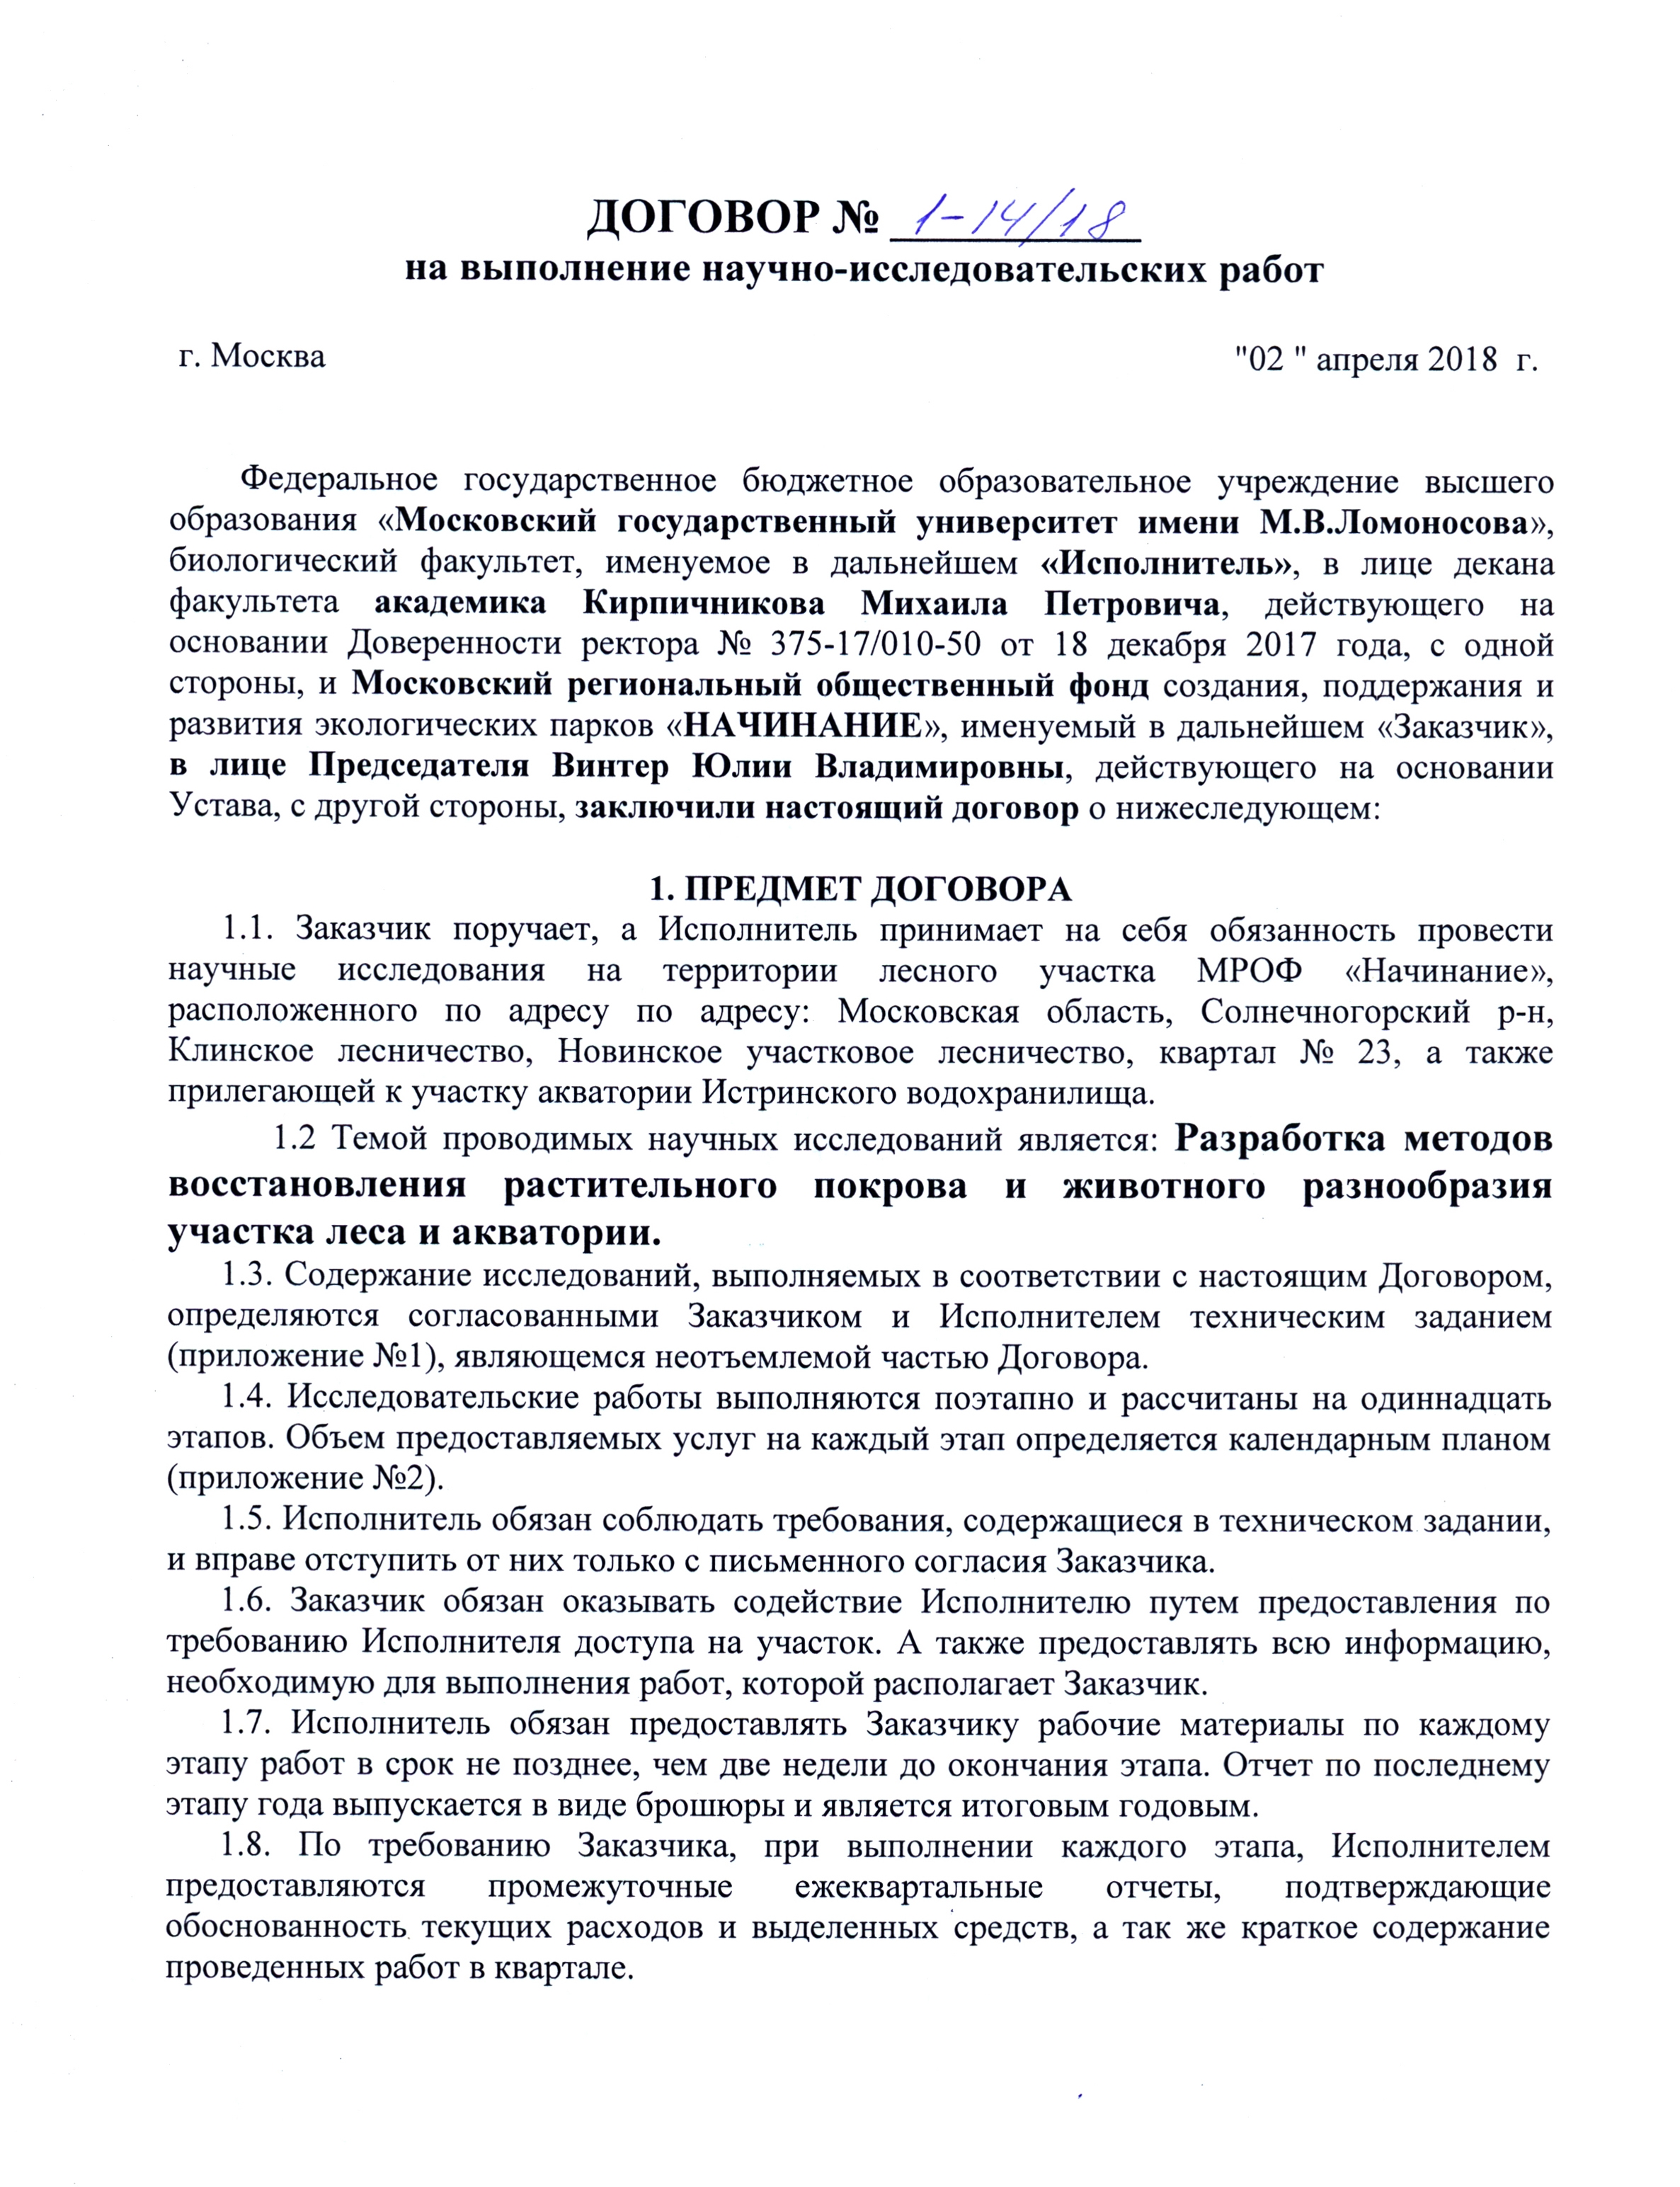 ДОГОВОР № 1-14/18
на выполнение научно-исследовательских работ
г. Москва "02 " апреля 2018 г.
Федеральное государственное бюджетное образовательное учреждение высшего
образования «Московский государственный университет имени М.В.Ломоносова»,
биологический факультет, именуемое в дальнейшем «Исполнитель», в лице декана
факультета академика Кирпичникова Михаила Петровича, действующего на
основании Доверенности ректора № 375-17/010-50 от 18 декабря 2017 года, с одной
стороны, и Московский региональный общественный фонд создания, поддержания и
развития экологических парков «НАЧИНАНИЕ», именуемый в дальнейшем «Заказчик»,
в лице Председателя Винтер Юлии Владимировны, действующего на основании
Устава, с другой стороны, заключили настоящий договор о нижеследующем:
1. ПРЕДМЕТ ДОГОВОРА
1.1. Заказчик поручает, а Исполнитель принимает на себя обязанность провести
научные исследования на территории лесного участка МРОФ «Начинание»,
расположенного по адресу по адресу: Московская область, Солнечногорский р-н,
Клинское лесничество, Новинское участковое лесничество, квартал № 23, а также
прилегающей к участку акватории Истринского водохранилища.
1.2 Темой проводимых научных исследований является: Разработка методов
восстановления растительного покрова и животного разнообразия
участка леса и акватории.
1.3. Содержание исследований, выполняемых в соответствии с настоящим Договором,
определяются согласованными Заказчиком и Исполнителем техническим заданием
(приложение №1), являющемся неотъемлемой частью Договора.
1.4. Исследовательские работы выполняются поэтапно и рассчитаны на одиннадцать
этапов. Объем предоставляемых услуг на каждый этап определяется календарным планом
(приложение №2).
1.5. Исполнитель обязан соблюдать требования, содержащиеся в техническом задании,
и вправе отступить от них только с письменного согласия Заказчика.
1.6. Заказчик обязан оказывать содействие Исполнителю путем предоставления по
требованию Исполнителя доступа на участок. А также предоставлять всю информацию,
необходимую для выполнения работ, которой располагает Заказчик.
1.7. Исполнитель обязан предоставлять Заказчику рабочие материалы по каждому
этапу работ в срок не позднее, чем две недели до окончания этапа. Отчет по последнему
этапу года выпускается в виде брошюры и является итоговым годовым.
1.8. По требованию Заказчика, при выполнении каждого этапа, Исполнителем
предоставляются промежуточные ежеквартальные отчеты, подтверждающие
обоснованность текущих расходов и выделенных средств, а так же краткое содержание
проведенных работ в квартале.